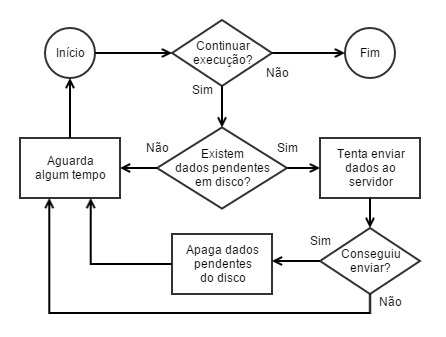 Início
Continuar
execução?
Fim
Não
Sim
Aguarda
algum tempo
Não
Existem
dados pendentes
em disco?
Sim
Tenta enviar
dados ao
servidor
Apaga dados
pendentes
do disco
Sim
Conseguiu
enviar?
Não